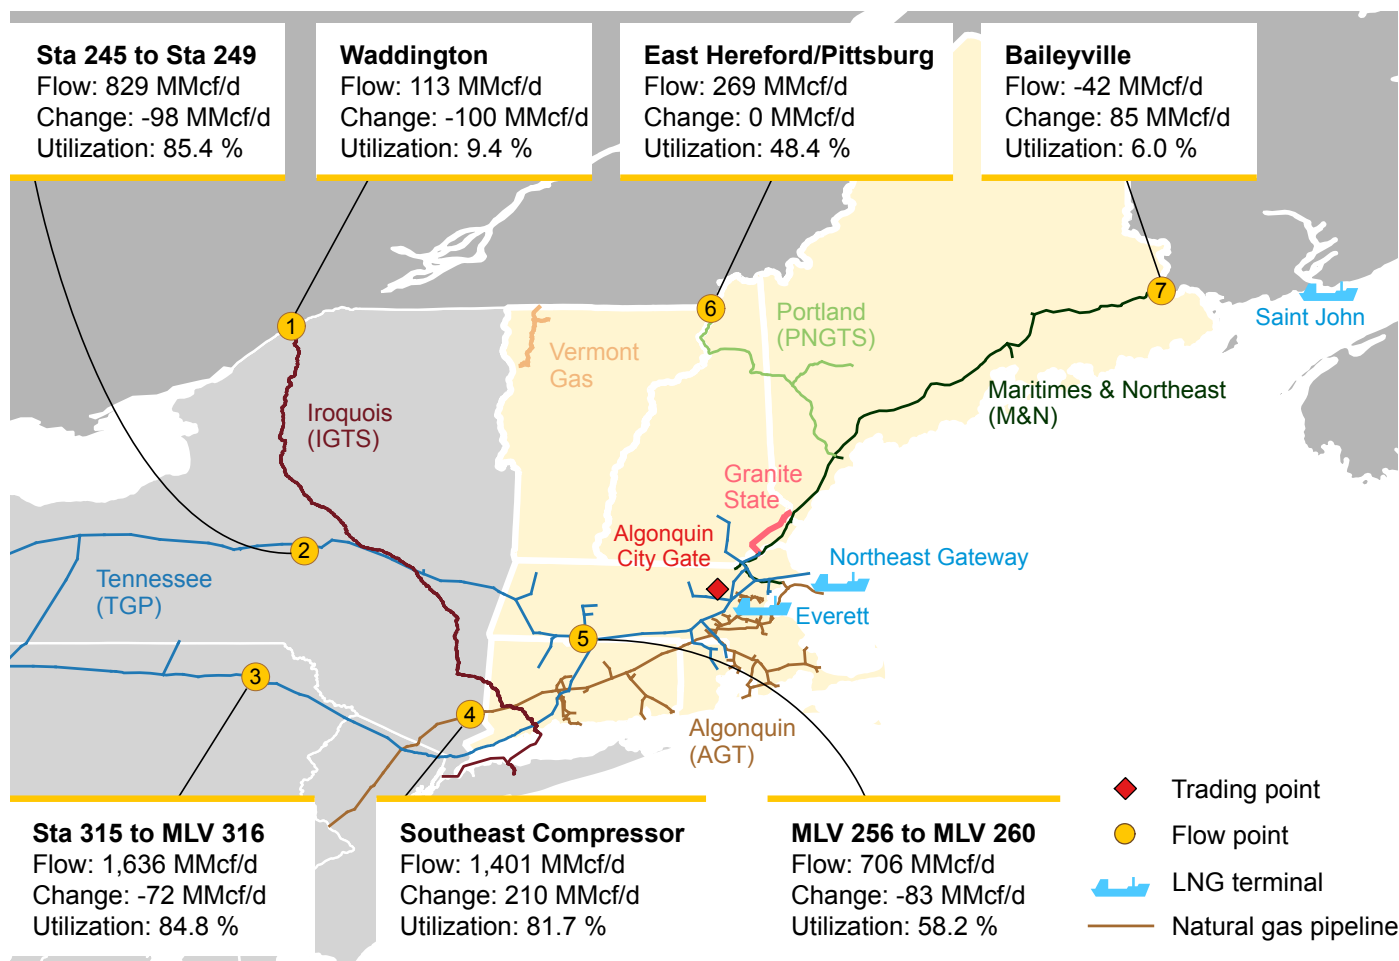 Sta 245 to Sta 249
Flow: 829 MMcf/d
Change: -98 MMcf/d
Utilization: 85.4 %
Waddington
Flow: 113 MMcf/d
Change: -100 MMcf/d
Utilization: 9.4 %
East Hereford/Pittsburg
Flow: 269 MMcf/d
Change: 0 MMcf/d
Utilization: 48.4 %
Baileyville
Flow: -42 MMcf/d
Change: 85 MMcf/d
Utilization: 6.0 %
7
6
1
Saint John
Portland
(PNGTS)
Vermont
Gas
Maritimes & Northeast
(M&N)
Iroquois
(IGTS)
Granite
State
Algonquin
City Gate
2
Northeast Gateway
Tennessee
(TGP)
Everett
5
3
4
Algonquin
(AGT)
Sta 315 to MLV 316
Flow: 1,636 MMcf/d
Change: -72 MMcf/d
Utilization: 84.8 %
Southeast Compressor
Flow: 1,401 MMcf/d
Change: 210 MMcf/d
Utilization: 81.7 %
MLV 256 to MLV 260
Flow: 706 MMcf/d
Change: -83 MMcf/d
Utilization: 58.2 %
Trading point
Flow point
LNG terminal
Natural gas pipeline